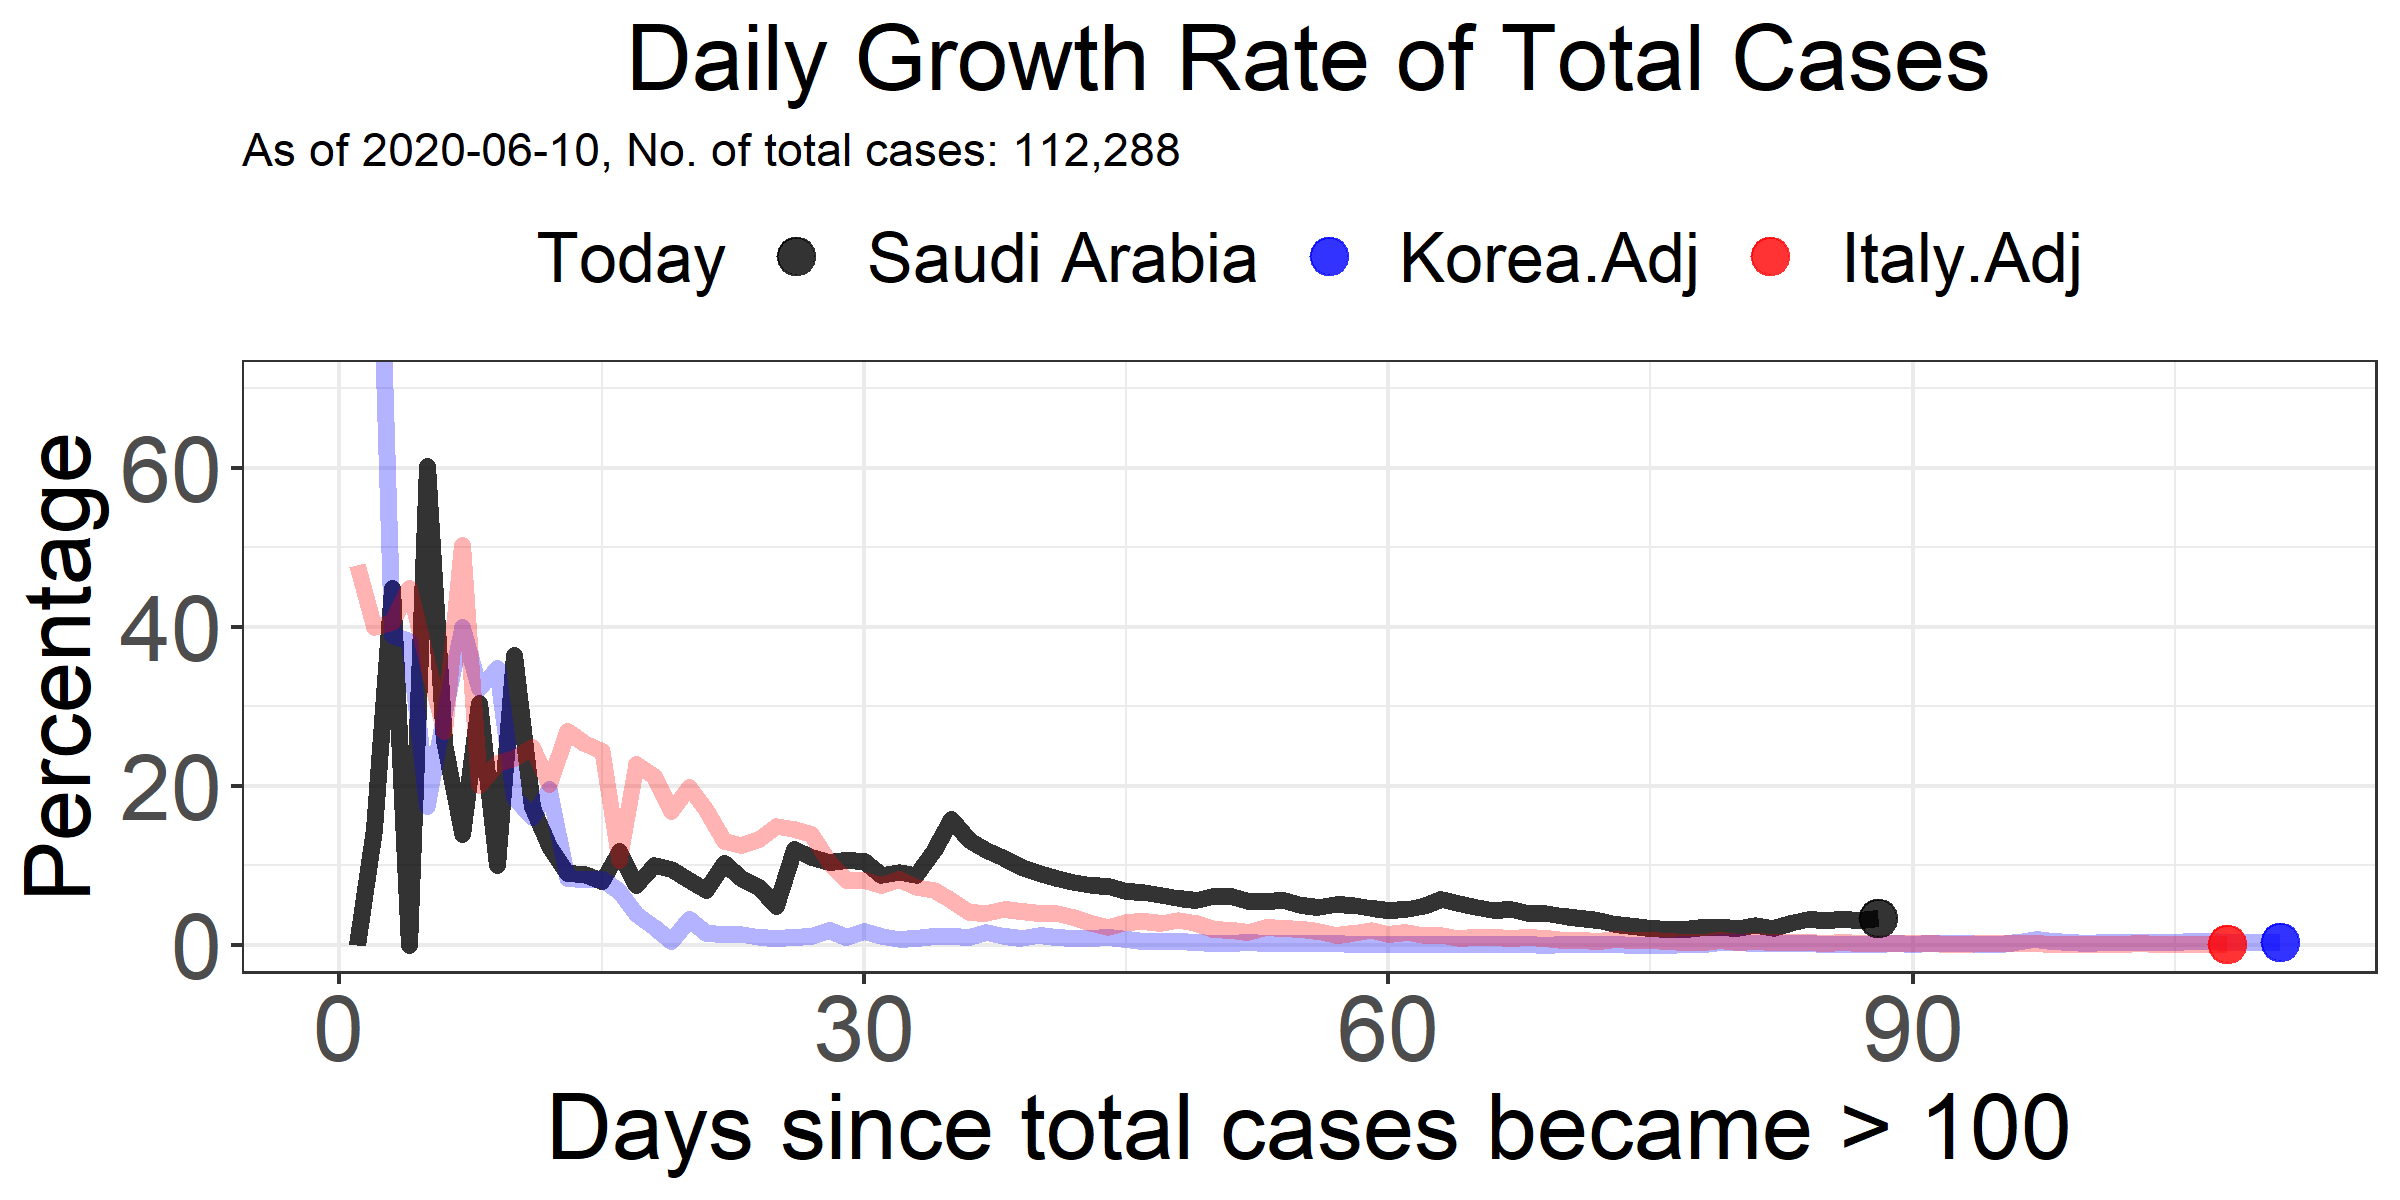 Daily Growth Rate of Total Cases
As of 2020-06-10, No. of total cases: 112,288
Today Saudi Arabia Korea.Adj Italy.Adj
Percentage
60
40
20
0
0 30 60 90
Days since total cases became > 100